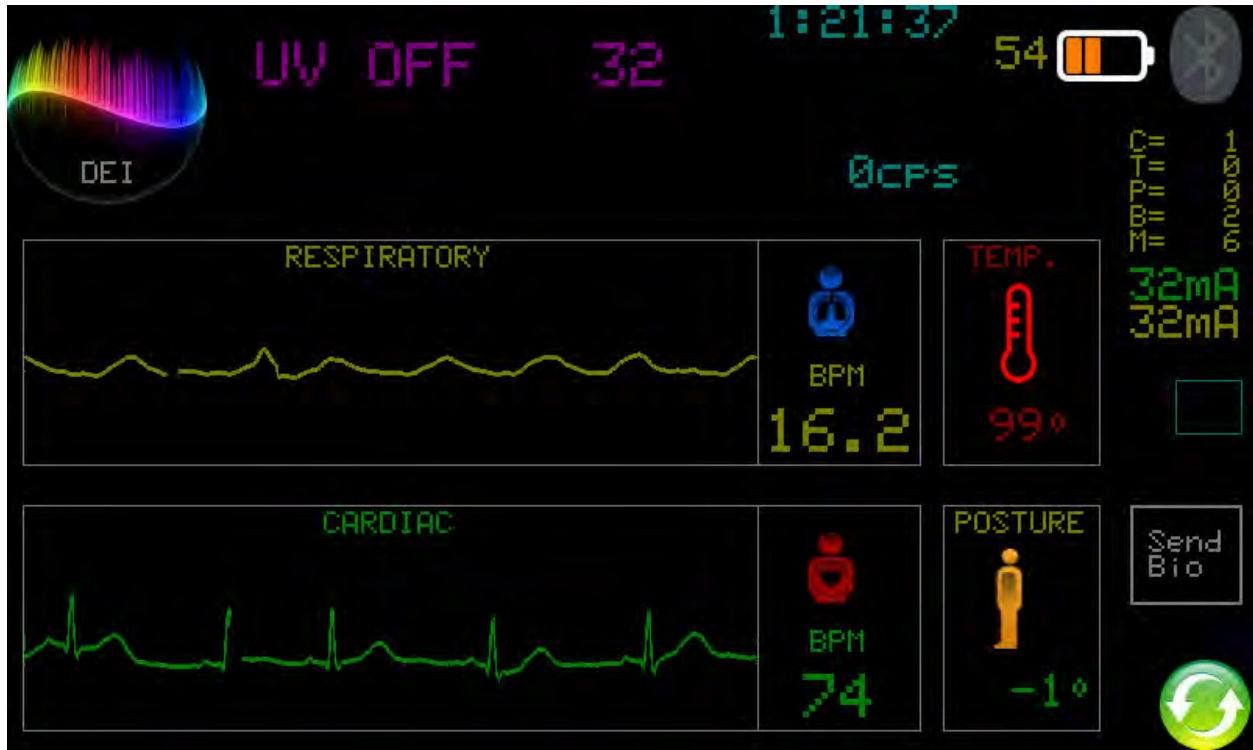 1:21:37
UV OFF 32
54
DEI
0cps
C= 1
T= 0
P= 0
B= 2
M= 6
32mA
32mA
RESPIRATORY
BPM
16.2
TEMP.
99°
CARDIAC
BPM
74
POSTURE
-1°
Send
Bio